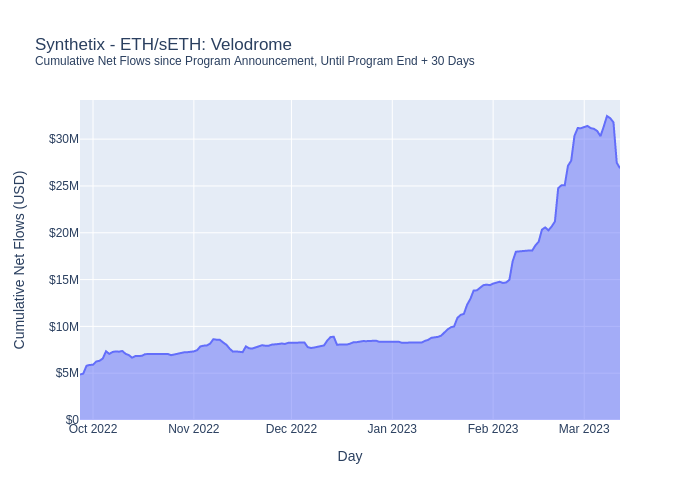 Synthetix - ETH/sETH: Velodrome
Cumulative Net Flows since Program Announcement, Until Program End + 30 Days
Cumulative Net Flows (USD)
$30M
$25M
$20M
$15M
$10M
$5M
$0
Oct 2022
Nov 2022
Dec 2022
Jan 2023
Feb 2023
Mar 2023
Day